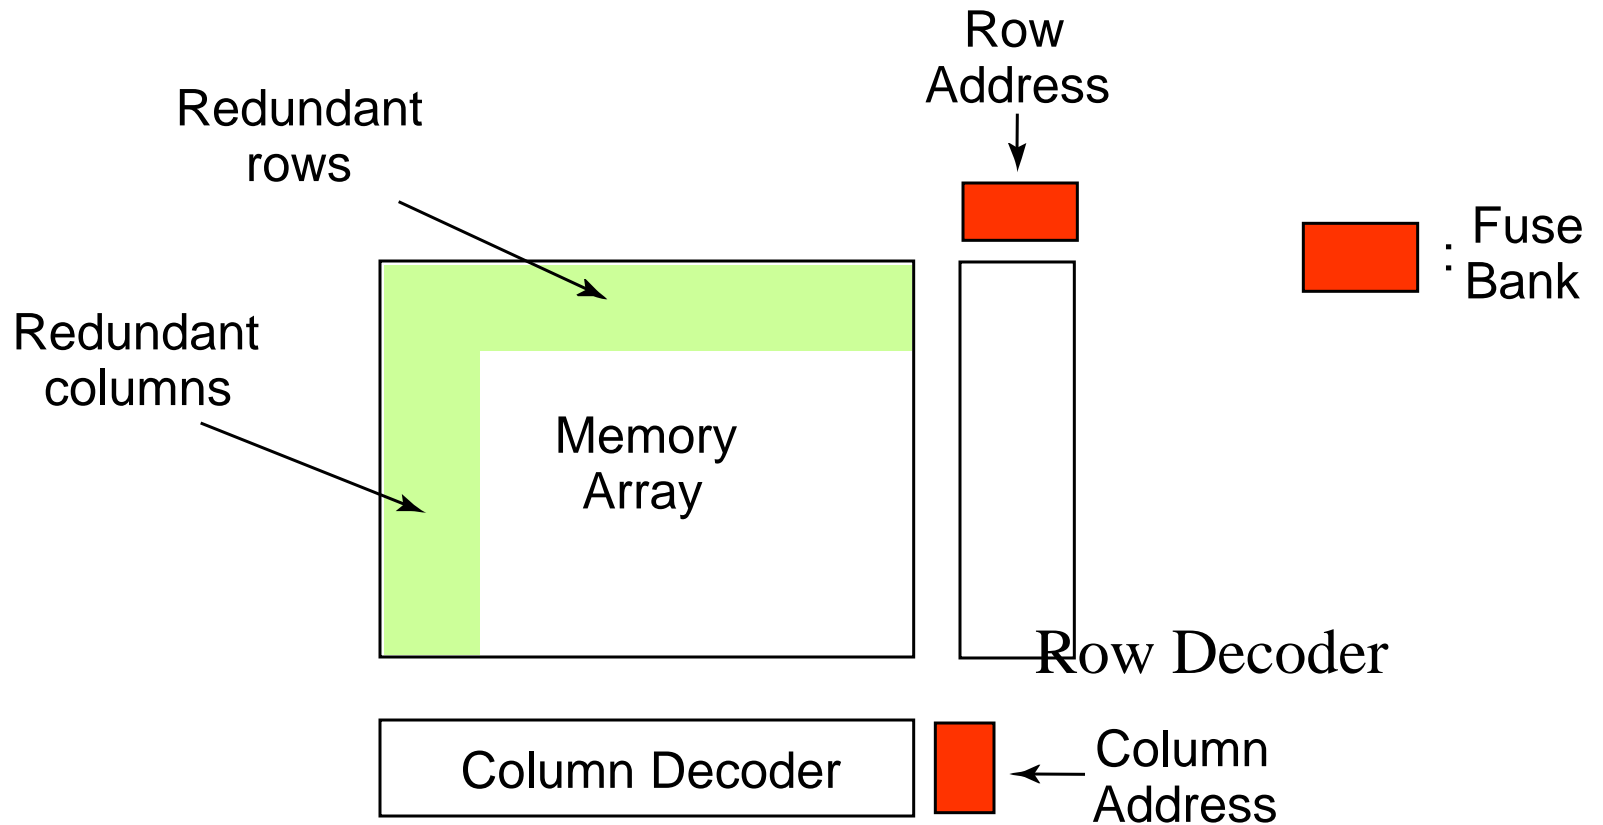 Row
Address
Redundant
rows
: Fuse
Bank
Redundant
columns
Memory
Array
Row Decoder
Column Decoder
Column
Address